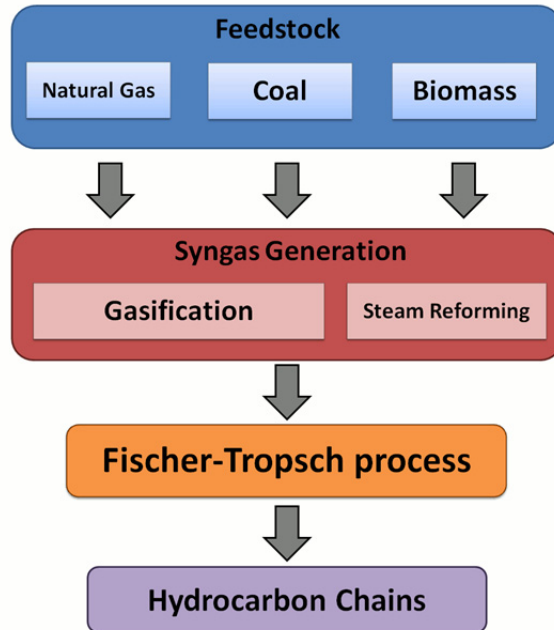 Feedstock
Natural Gas
Coal
Biomass
Syngas Generation
Gasification
Steam Reforming
Fischer-Tropsch process
Hydrocarbon Chains